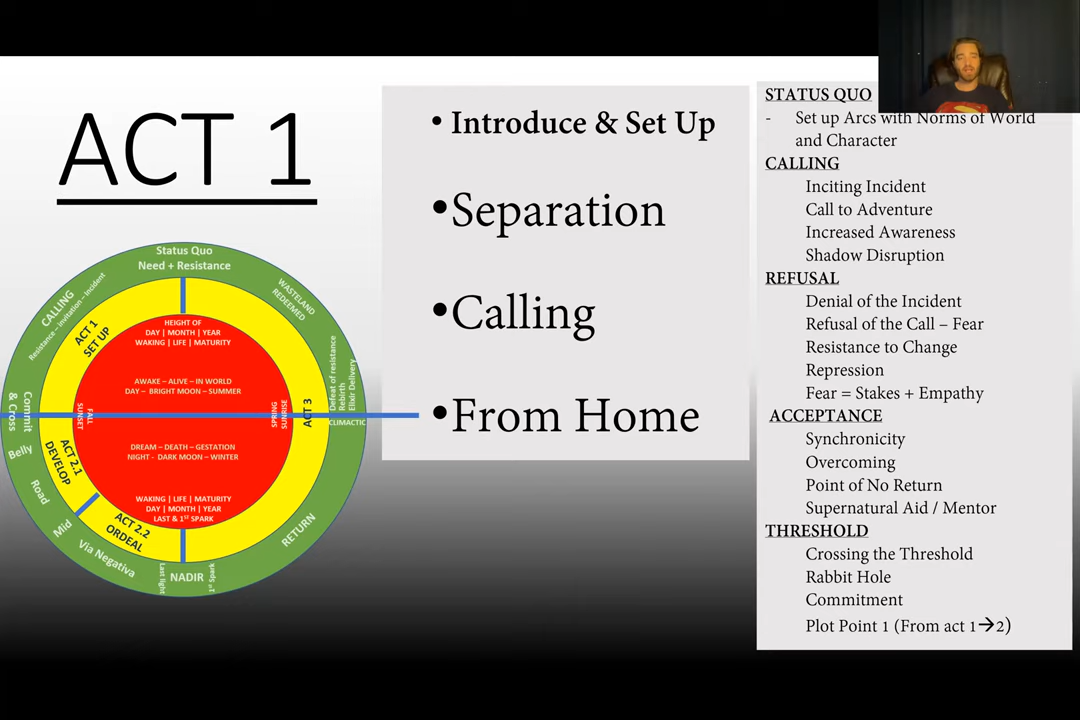 ACT 1
Status Quo
Need + Resistance
CALLING
Resistance – Invitation – Incident
WASTELAND
REDEEMED
ACT 1
SET UP
HEIGHT OF
DAY | MONTH | YEAR
WAKING | LIFE | MATURITY
AWAKE – ALIVE – IN WORLD
DAY – BRIGHT MOON – SUMMER
Defeat of resistance
Rebirth
Elixir Delivery
Commit
& Cross
SUNSET
FALL
SPRING
SUNRISE
ACT 3
CLIMACTIC
Belly
ACT 2.1
DEVELOP
DREAM – DEATH – GESTATION
NIGHT - DARK MOON – WINTER
Road
WAKING | LIFE | MATURITY
DAY | MONTH | YEAR
LAST & 1ST SPARK
Mid
ACT 2.2
ORDEAL
RETURN
Via Negativa
Last light
NADIR
1st Spark
• Introduce & Set Up
•Separation
•Calling
•From Home
STATUS QUO
- Set up Arcs with Norms of World
and Character
CALLING
Inciting Incident
Call to Adventure
Increased Awareness
Shadow Disruption
REFUSAL
Denial of the Incident
Refusal of the Call – Fear
Resistance to Change
Repression
Fear = Stakes + Empathy
ACCEPTANCE
Synchronicity
Overcoming
Point of No Return
Supernatural Aid / Mentor
THRESHOLD
Crossing the Threshold
Rabbit Hole
Commitment
Plot Point 1 (From act 1→2)